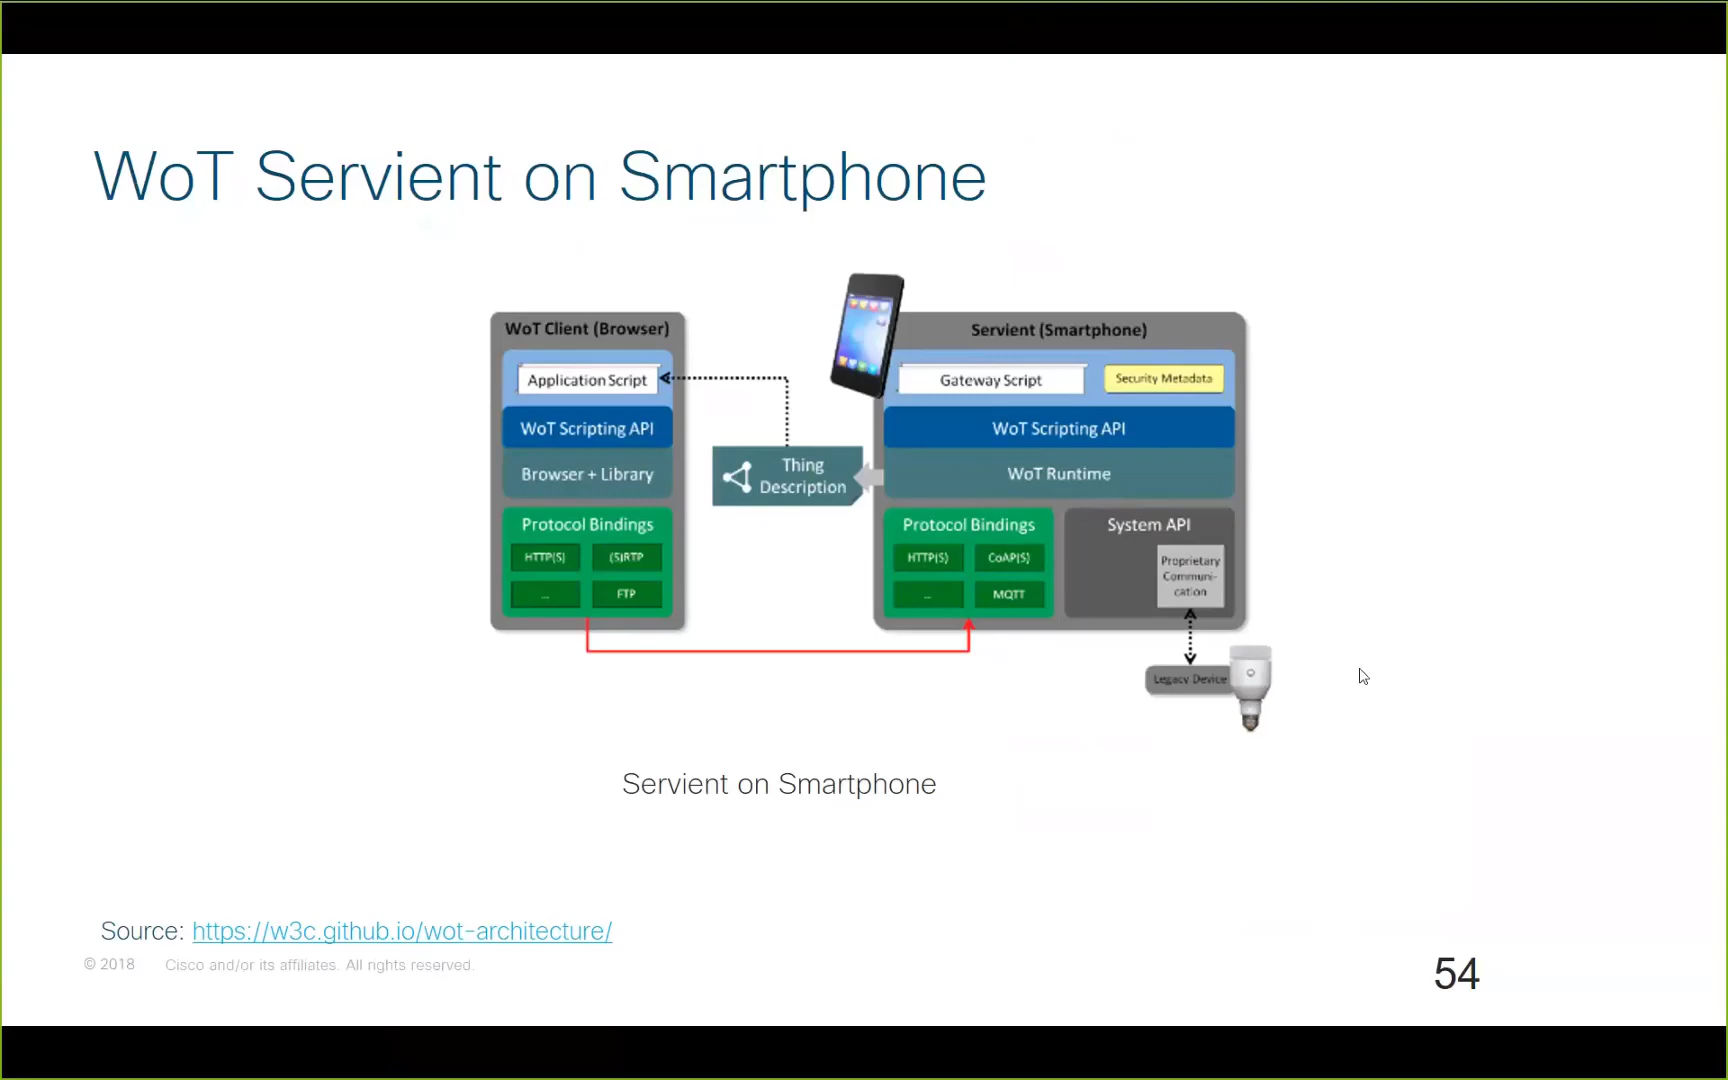 WoT Servient on Smartphone
WoT Client (Browser)
Application Script
WoT Scripting API
Browser + Library
Protocol Bindings
HTTP(S)
(S)RTP
...
FTP
Thing
Description
Servient (Smartphone)
Gateway Script
Security Metadata
WoT Scripting API
WoT Runtime
Protocol Bindings
HTTP(S)
CoAP(S)
...
MQTT
System API
Proprietary
Communi-
cation
Legacy Device
Servient on Smartphone
Source: https://w3c.github.io/wot-architecture/
© 2018 Cisco and/or its affiliates. All rights reserved.
54